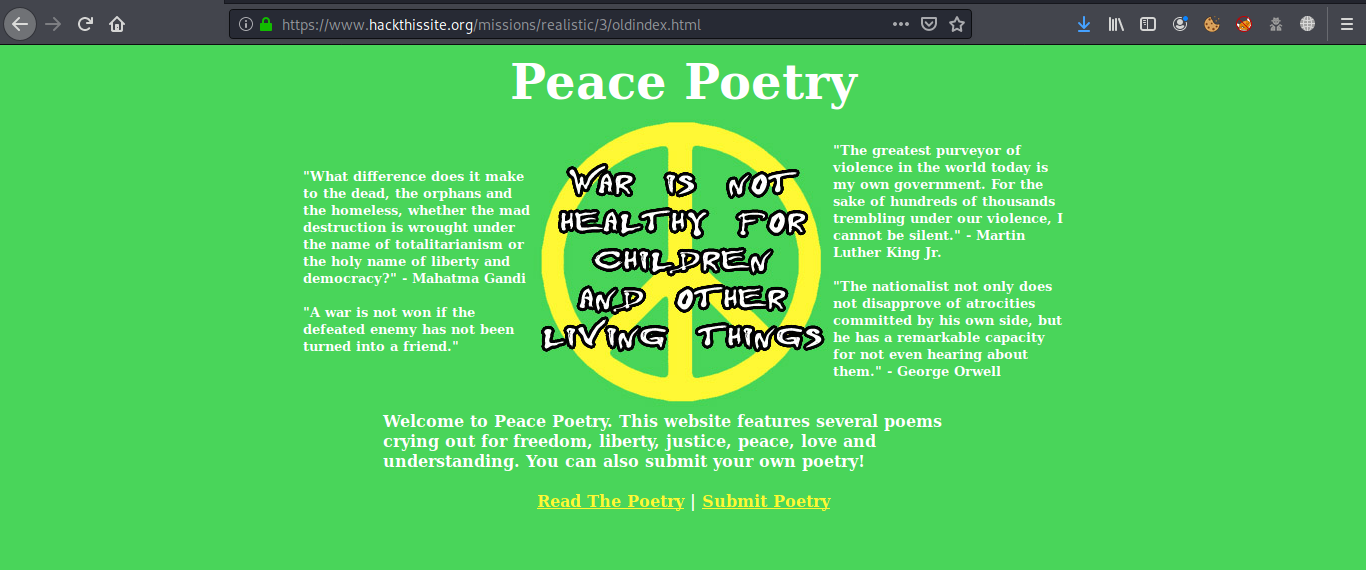 https://www.hackthissite.org/missions/realistic/3/oldindex.html
Peace Poetry
"What difference does it make
to the dead, the orphans and
the homeless, whether the mad
destruction is wrought under
the name of totalitarianism or
the holy name of liberty and
democracy?" - Mahatma Gandi
"A war is not won if the
defeated enemy has not been
turned into a friend."
WAR IS NOT
HEALTHY FOR
CHILDREN
AND OTHER
LIVING THINGS
"The greatest purveyor of
violence in the world today is
my own government. For the
sake of hundreds of thousands
trembling under our violence, I
cannot be silent." - Martin
Luther King Jr.
"The nationalist not only does
not disapprove of atrocities
committed by his own side, but
he has a remarkable capacity
for not even hearing about
them." - George Orwell
Welcome to Peace Poetry. This website features several poems
crying out for freedom, liberty, justice, peace, love and
understanding. You can also submit your own poetry!
Read The Poetry | Submit Poetry